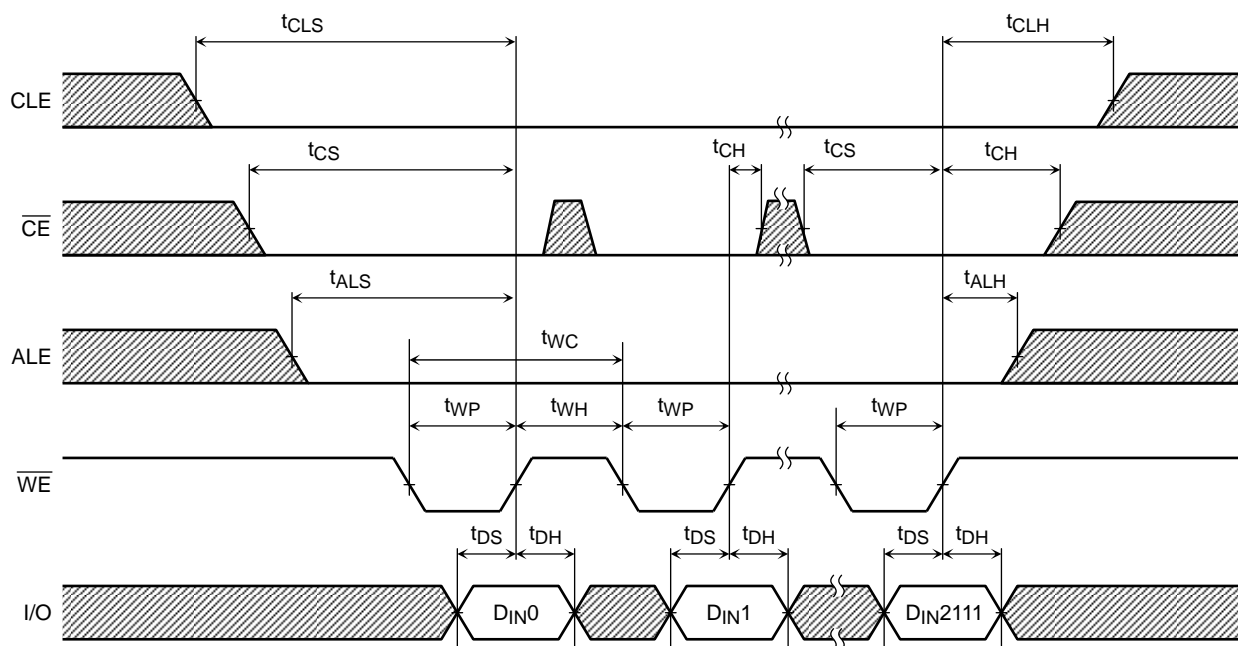 tCLS tCLH
CLE
tCS tCH tCS tCH
CE
tALS tALH
tWC
ALE
tWP tWH tWP tWP
WE
tDS tDH tDS tDH tDS tDH
I/O DIN0 DIN1 DIN2111